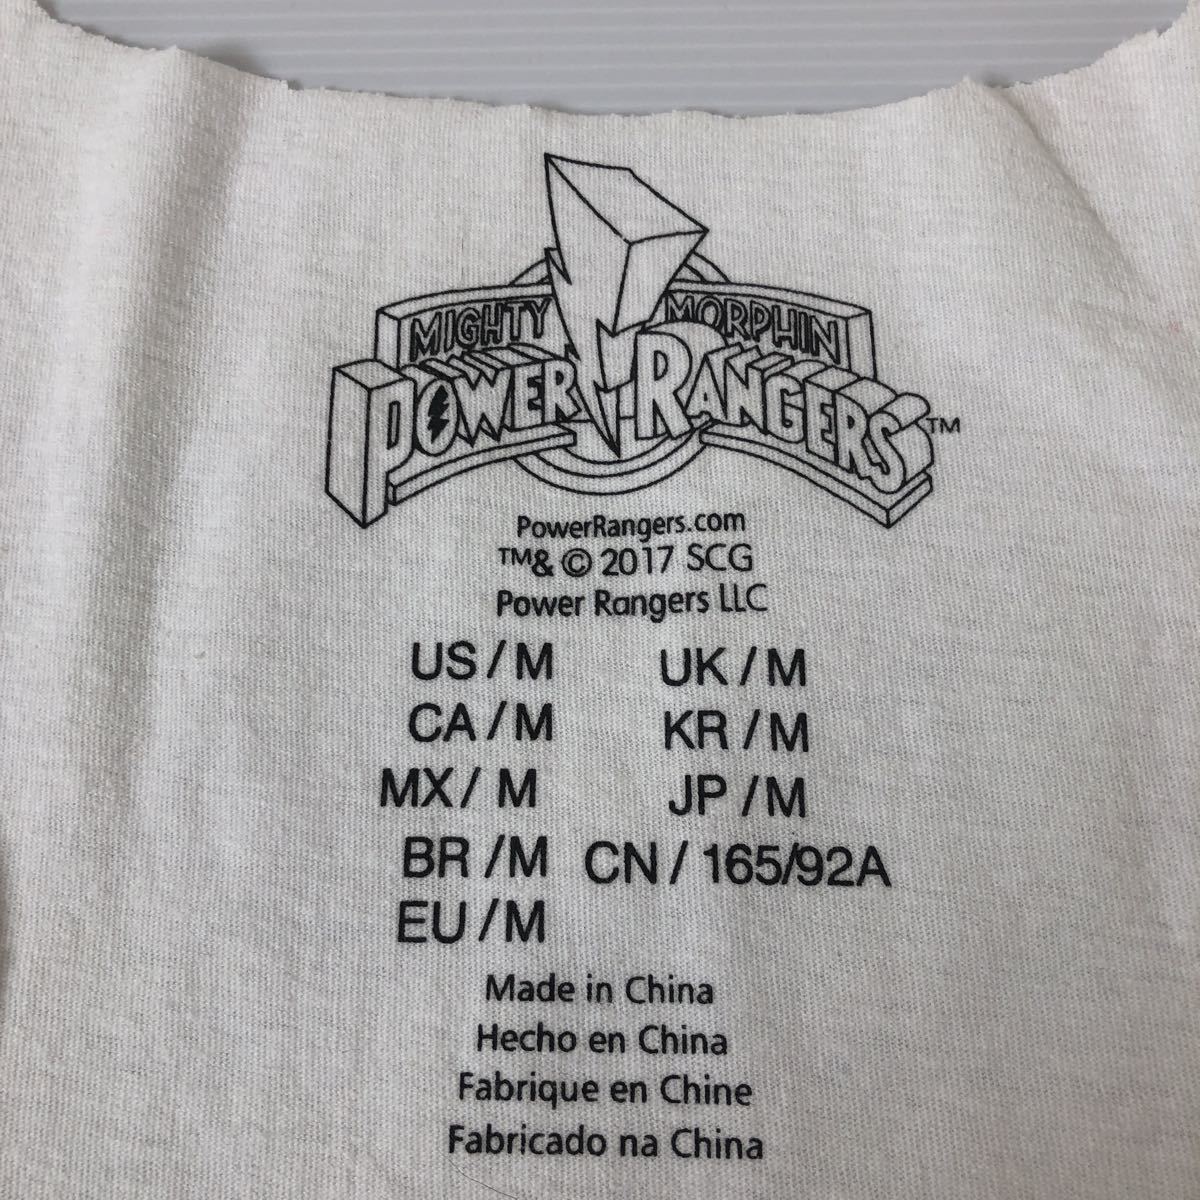 MIGHTY MORPHIN
POWER RANGERS™
PowerRangers.com
™& © 2017 SCG
Power Rangers LLC
US / M UK / M
CA / M KR / M
MX / M JP / M
BR / M CN / 165/92A
EU / M
Made in China
Hecho en China
Fabrique en Chine
Fabricado na China